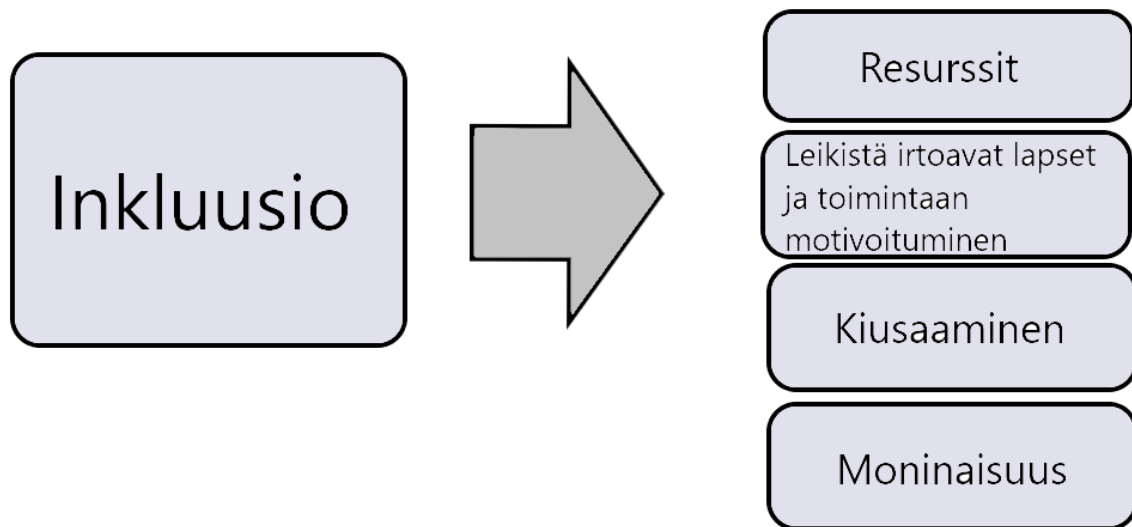 Inkluusio
Resurssit
Leikistä irtoavat lapset
ja toimintaan
motivoituminen
Kiusaaminen
Moninaisuus